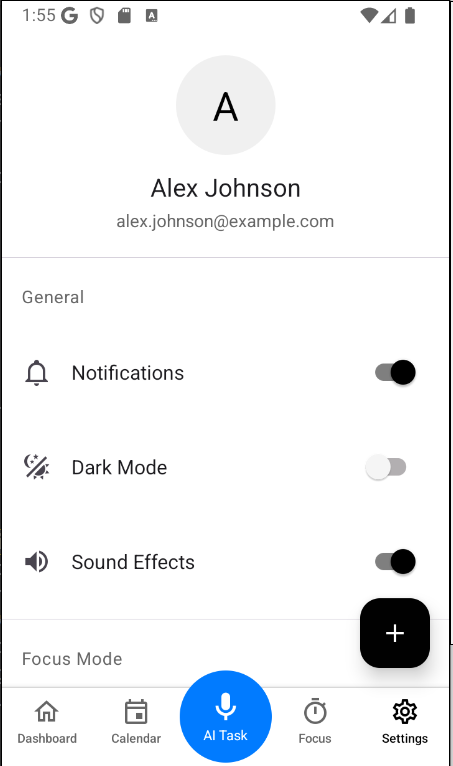 1:55
A
Alex Johnson
alex.johnson@example.com
General
Notifications
Dark Mode
Sound Effects
+
Focus Mode
Dashboard
Calendar
AI Task
Focus
Settings